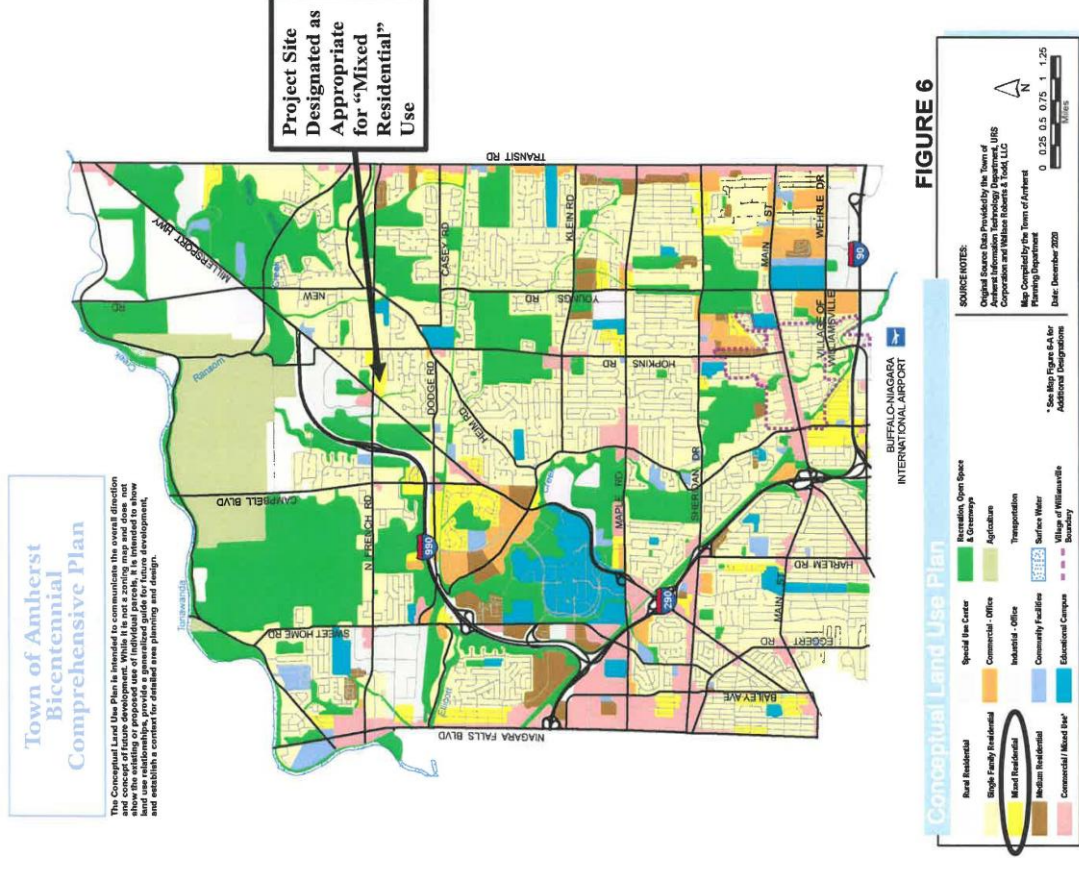 Town of Amherst
Bicentennial
Comprehensive Plan
The Conceptual Land Use Plan is intended to communicate the overall direction
and concept of future development. While it is not a zoning map and does not
show the existing or proposed use of individual parcels, it is intended to show
land use relationships, provide a generalized guide for future development,
and establish a context for detailed area planning and design.
Project Site
Designated as
Appropriate
for “Mixed
Residential”
Use
Tonawanda
Creek
Ransom
RD
MILLERSPORT HWY
Creek
NEW
CAMPBELL BLVD
TRANSIT RD
N FRENCH RD
990
DODGE RD
CASEY RD
HEIM RD
SWEET HOME RD
Ellicott
NIAGARA FALLS BLVD
Creek
KLEIN RD
YOUNGS
RD
HOPKINS
RD
MAPLE RD
SHERIDAN DR
290
BAILEY AVE
EGGERT
RD
MAIN ST
HARLEM RD
VILLAGE OF
WILLIAMSVILLE
MAIN
ST
WEHRLE DR
90
BUFFALO-NIAGARA
INTERNATIONAL AIRPORT
FIGURE 6
Conceptual Land Use Plan
Rural Residential
Single Family Residential
Mixed Residential
Medium Residential
Commercial / Mixed Use*
Special Use Center
Commercial - Office
Industrial - Office
Community Facilities
Educational Campus
Recreation, Open Space
& Greenways
Agriculture
Transportation
Surface Water
Village of Williamsville
Boundary
* See Map Figure 6-A for
Additional Designations
SOURCE NOTES:
Original Source Data Provided by the Town of
Amherst Information Technology Department, URS
Corporation and Wallace Roberts & Todd, LLC
Map Compiled by the Town of Amherst
Planning Department
Date: December 2020
N
0 0.25 0.5 0.75 1 1.25
Miles